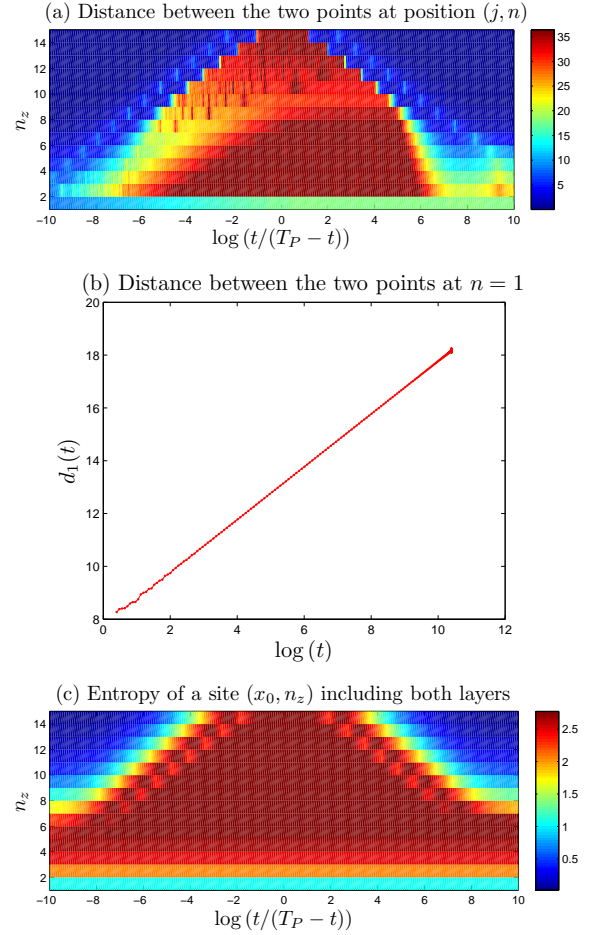 (a) Distance between the two points at position (j, n)
n_z
14
12
10
8
6
4
2
−10 −8 −6 −4 −2 0 2 4 6 8 10
log (t/(T_P − t))
35
30
25
20
15
10
5
(b) Distance between the two points at n = 1
d_1(t)
20
18
16
14
12
10
8
0 2 4 6 8 10 12
log (t)
(c) Entropy of a site (x_0, n_z) including both layers
n_z
14
12
10
8
6
4
2
−10 −8 −6 −4 −2 0 2 4 6 8 10
log (t/(T_P − t))
2.5
2
1.5
1
0.5